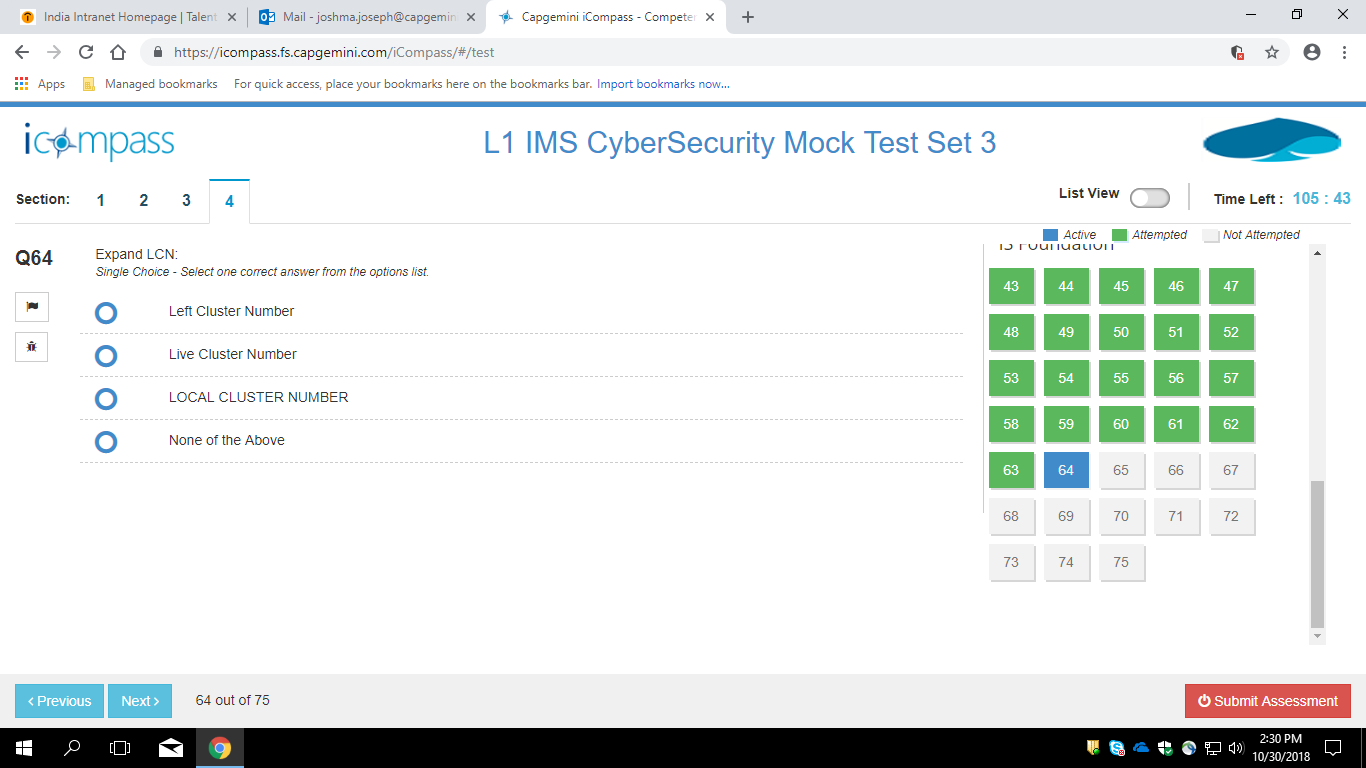 India Intranet Homepage | Talent
Mail - joshma.joseph@capgemin
Capgemini iCompass - Competer
https://icompass.fs.capgemini.com/iCompass/#/test
Apps
Managed bookmarks
For quick access, place your bookmarks here on the bookmarks bar. Import bookmarks now...
icompass
L1 IMS CyberSecurity Mock Test Set 3
Section: 1 2 3 4
List View
Time Left : 105 : 43
Active Attempted Not Attempted
Q64
Expand LCN:
Single Choice - Select one correct answer from the options list.
Left Cluster Number
Live Cluster Number
LOCAL CLUSTER NUMBER
None of the Above
IS Foundation
43 44 45 46 47
48 49 50 51 52
53 54 55 56 57
58 59 60 61 62
63 64 65 66 67
68 69 70 71 72
73 74 75
‹ Previous
Next ›
64 out of 75
Submit Assessment
2:30 PM
10/30/2018